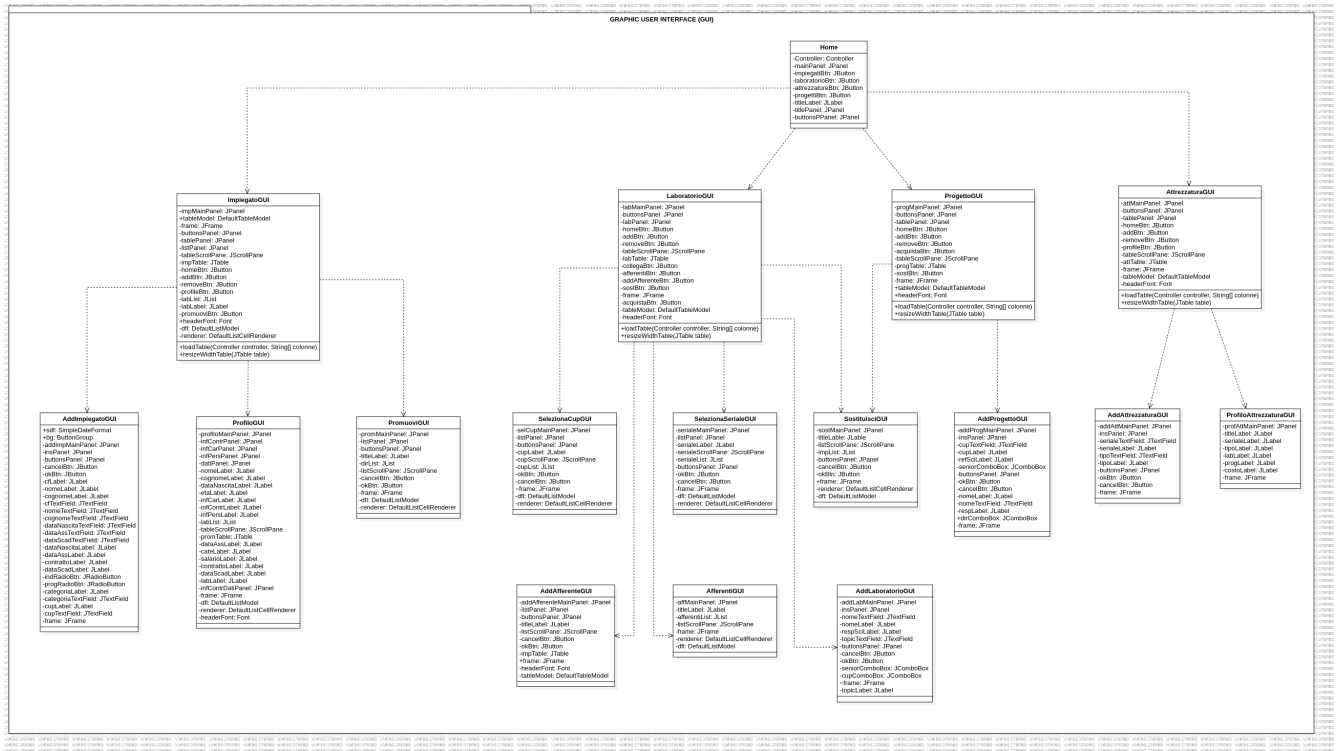 GRAPHIC USER INTERFACE (GUI)
Home
-Controller: Controller
-mainPanel: JPanel
-impiegatiBtn: JButton
-laboratorioBtn: JButton
-attrezzatureBtn: JButton
-progettiBtn: JButton
-titleLabel: JLabel
-titlePanel: JPanel
-buttonsPPanel: JPanel
ImpiegatoGUI
-impMainPanel: JPanel
+tableModel: DefaultTableModel
-frame: JFrame
-buttonsPanel: JPanel
-tablePanel: JPanel
-listPanel: JPanel
-tableScrollPane: JScrollPane
-impTable: JTable
-homeBtn: JButton
-addBtn: JButton
-removeBtn: JButton
-profileBtn: JButton
-labList: JList
-labLabel: JLabel
-promuoviBtn: JButton
+headerFont: Font
-dfl: DefaultListModel
-renderer: DefaultListCellRenderer
+loadTable(Controller controller, String[] colonne)
+resizeWidthTable(JTable table)
LaboratorioGUI
-labMainPanel: JPanel
-buttonsPanel: JPanel
-labPanel: JPanel
-homeBtn: JButton
-addBtn: JButton
-removeBtn: JButton
-tableScrollPane: JScrollPane
-labTable: JTable
-collegaBtn: JButton
-afferentiBtn: JButton
-addAfferenteBtn: JButton
-sostBtn: JButton
-frame: JFrame
-acquistaBtn: JButton
-tableModel: DefaultTableModel
-headerFont: Font
+loadTable(Controller controller, String[] colonne)
+resizeWidthTable(JTable table)
ProgettoGUI
-progMainPanel: JPanel
-buttonsPanel: JPanel
-tablePanel: JPanel
-homeBtn: JButton
-addBtn: JButton
-removeBtn: JButton
-acquistaBtn: JButton
-tableScrollPane: JScrollPane
-progTable: JTable
-sostBtn: JButton
-frame: JFrame
+tableModel: DefaultTableModel
+headerFont: Font
+loadTable(Controller controller, String[] colonne)
+resizeWidthTable(JTable table)
AttrezzaturaGUI
-attMainPanel: JPanel
-buttonsPanel: JPanel
-tablePanel: JPanel
-homeBtn: JButton
-addBtn: JButton
-removeBtn: JButton
-profileBtn: JButton
-tableScrollPane: JScrollPane
-attTable: JTable
-frame: JFrame
-tableModel: DefaultTableModel
-headerFont: Font
+loadTable(Controller controller, String[] colonne)
+resizeWidthTable(JTable table)
AddImpiegatoGUI
+sdf: SimpleDateFormat
+bg: ButtonGroup
-addImpMainPanel: JPanel
-insPanel: JPanel
-buttonsPanel: JPanel
-cancelBtn: JButton
-okBtn: JButton
-cfLabel: JLabel
-nomeLabel: JLabel
-cognomeLabel: JLabel
-cfTextField: JTextField
-nomeTextField: JTextField
-cognomeTextField: JTextField
-dataNascitaTextField: JTextField
-dataAssTextField: JTextField
-dataScadTextField: JTextField
-dataNascitaLabel: JLabel
-dataAssLabel: JLabel
-contrattoLabel: JLabel
-dataScadLabel: JLabel
-indRadioBtn: JRadioButton
-progRadioBtn: JRadioButton
-categoriaLabel: JLabel
-categoriaTextField: JTextField
-cupLabel: JLabel
-cupTextField: JTextField
-frame: JFrame
ProfiloGUI
-profiloMainPanel: JPanel
-infContrPanel: JPanel
-infCarPanel: JPanel
-infPersPanel: JPanel
-datiPanel: JPanel
-nomeLabel: JLabel
-cognomeLabel: JLabel
-dataNascitaLabel: JLabel
-etaLabel: JLabel
-infCarLabel: JLabel
-infContrLabel: JLabel
-infPersLabel: JLabel
-labList: JList
-tableScrollPane: JScrollPane
-promTable: JTable
-dataAssLabel: JLabel
-cateLabel: JLabel
-salarioLabel: JLabel
-contrattoLabel: JLabel
-dataScadLabel: JLabel
-labLabel: JLabel
-infContrDatiPanel: JPanel
-frame: JFrame
-dfl: DefaultListModel
-renderer: DefaultListCellRenderer
-headerFont: Font
PromuoviGUI
-promMainPanel: JPanel
-listPanel: JPanel
-buttonsPanel: JPanel
-titleLabel: JLabel
-dirList: JList
-listScrollPane: JScrollPane
-cancelBtn: JButton
-okBtn: JButton
-frame: JFrame
-dfl: DefaultListModel
-renderer: DefaultListCellRenderer
SelezionaCupGUI
-selCupMainPanel: JPanel
-listPanel: JPanel
-buttonsPanel: JPanel
-cupLabel: JLabel
-cupScrollPane: JScrollPane
-cupList: JList
-okBtn: JButton
-cancelBtn: JButton
-frame: JFrame
-dfl: DefaultListModel
-renderer: DefaultListCellRenderer
SelezionaSerialeGUI
-serialeMainPanel: JPanel
-listPanel: JPanel
-serialeLabel: JLabel
-serialeScrollPane: JScrollPane
-serialeList: JList
-buttonsPanel: JPanel
-okBtn: JButton
-cancelBtn: JButton
-frame: JFrame
-dfl: DefaultListModel
-renderer: DefaultListCellRenderer
SostituisciGUI
-sostMainPanel: JPanel
-titleLable: JLable
-listScrollPane: JScrollPane
-impList: JList
-listPanel: JPanel
-buttonsPanel: JPanel
-cancelBtn: JButton
-okBtn: JButton
+frame: JFrame
-renderer: DefaultListCellRenderer
-dfl: DefaultListModel
AddProgettoGUI
-addProgMainPanel: JPanel
-insPanel: JPanel
-cupTextField: JTextField
-cupLabel: JLabel
-refSciLabel: JLabel
-seniorComboBox: JComboBox
-buttonsPanel: JPanel
-okBtn: JButton
-cancelBtn: JButton
-nomeLabel: JLabel
-nomeTextField: JTextField
-respLabel: JLabel
+dirComboBox: JComboBox
-frame: JFrame
AddAttrezzaturaGUI
-addAttMainPanel: JPanel
-insPanel: JPanel
-serialeTextField: JTextField
-serialeLabel: JLabel
-tipoTextField: JTextField
-tipoLabel: JLabel
-buttonsPanel: JPanel
-okBtn: JButton
-cancelBtn: JButton
-frame: JFrame
ProfiloAttrezzaturaGUI
-profAttMainPanel: JPanel
-titleLabel: JLabel
-serialeLabel: JLabel
-tipoLabel: JLabel
-labLabel: JLabel
-progLabel: JLabel
-costoLabel: JLabel
-frame: JFrame
AddAfferenteGUI
-addAfferenteMainPanel: JPanel
-listPanel: JPanel
-buttonsPanel: JPanel
-titleLabel: JLabel
-listScrollPane: JScrollPane
-cancelBtn: JButton
-okBtn: JButton
-impTable: JTable
+frame: JFrame
-headerFont: Font
-tableModel: DefaultTableModel
AfferentiGUI
-affMainPanel: JPanel
-titleLabel: JLabel
-afferentiList: JList
-listScrollPane: JScrollPane
-frame: JFrame
-renderer: DefaultListCellRenderer
-dfl: DefaultListModel
AddLaboratorioGUI
-addLabMainPanel: JPanel
-insPanel: JPanel
-nomeTextField: JTextField
-nomeLabel: JLabel
-respSciLabel: JLabel
-topicTextField: JTextField
-buttonsPanel: JPanel
-cancelBtn: JButton
-okBtn: JButton
-seniorComboBox: JComboBox
-cupComboBox: JComboBox
~frame: JFrame
-topicLabel: JLabel